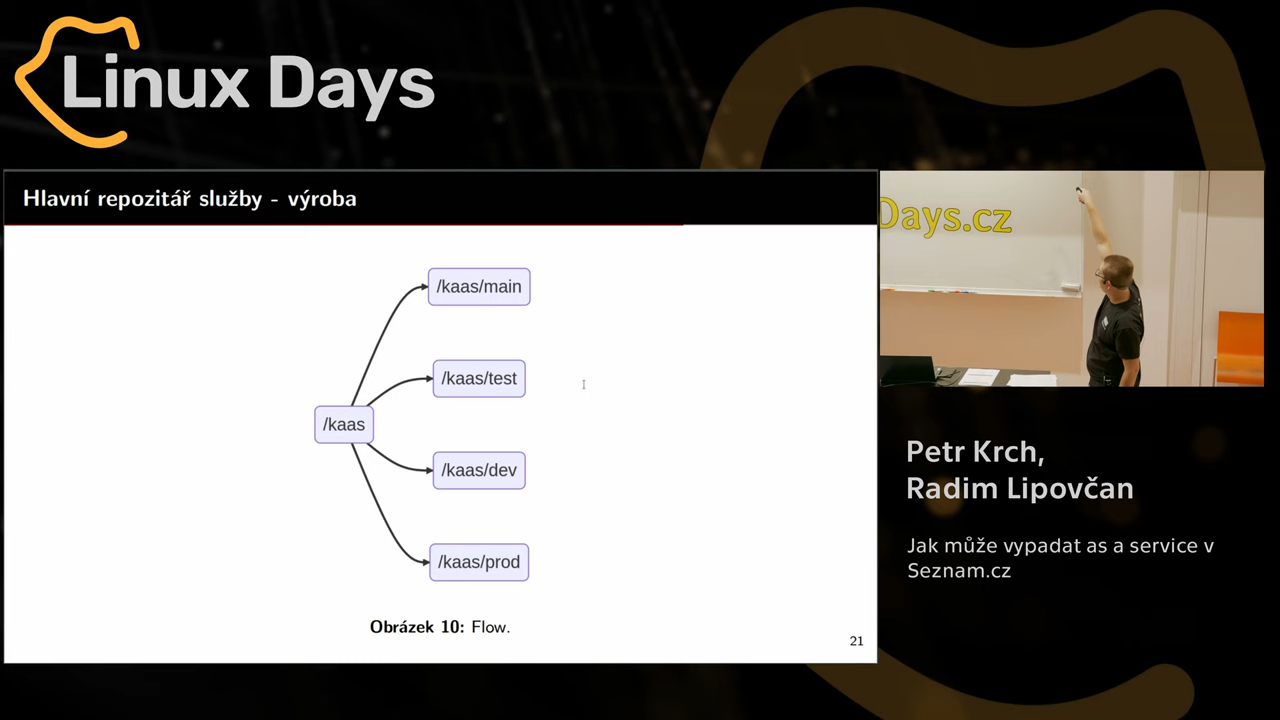 Linux Days
Hlavní repozitář služby - výroba
/kaas/main
/kaas/test
/kaas
/kaas/dev
/kaas/prod
Obrázek 10: Flow.
21
Days.cz
Petr Krch,
Radim Lipovčan
Jak může vypadat as a service v
Seznam.cz